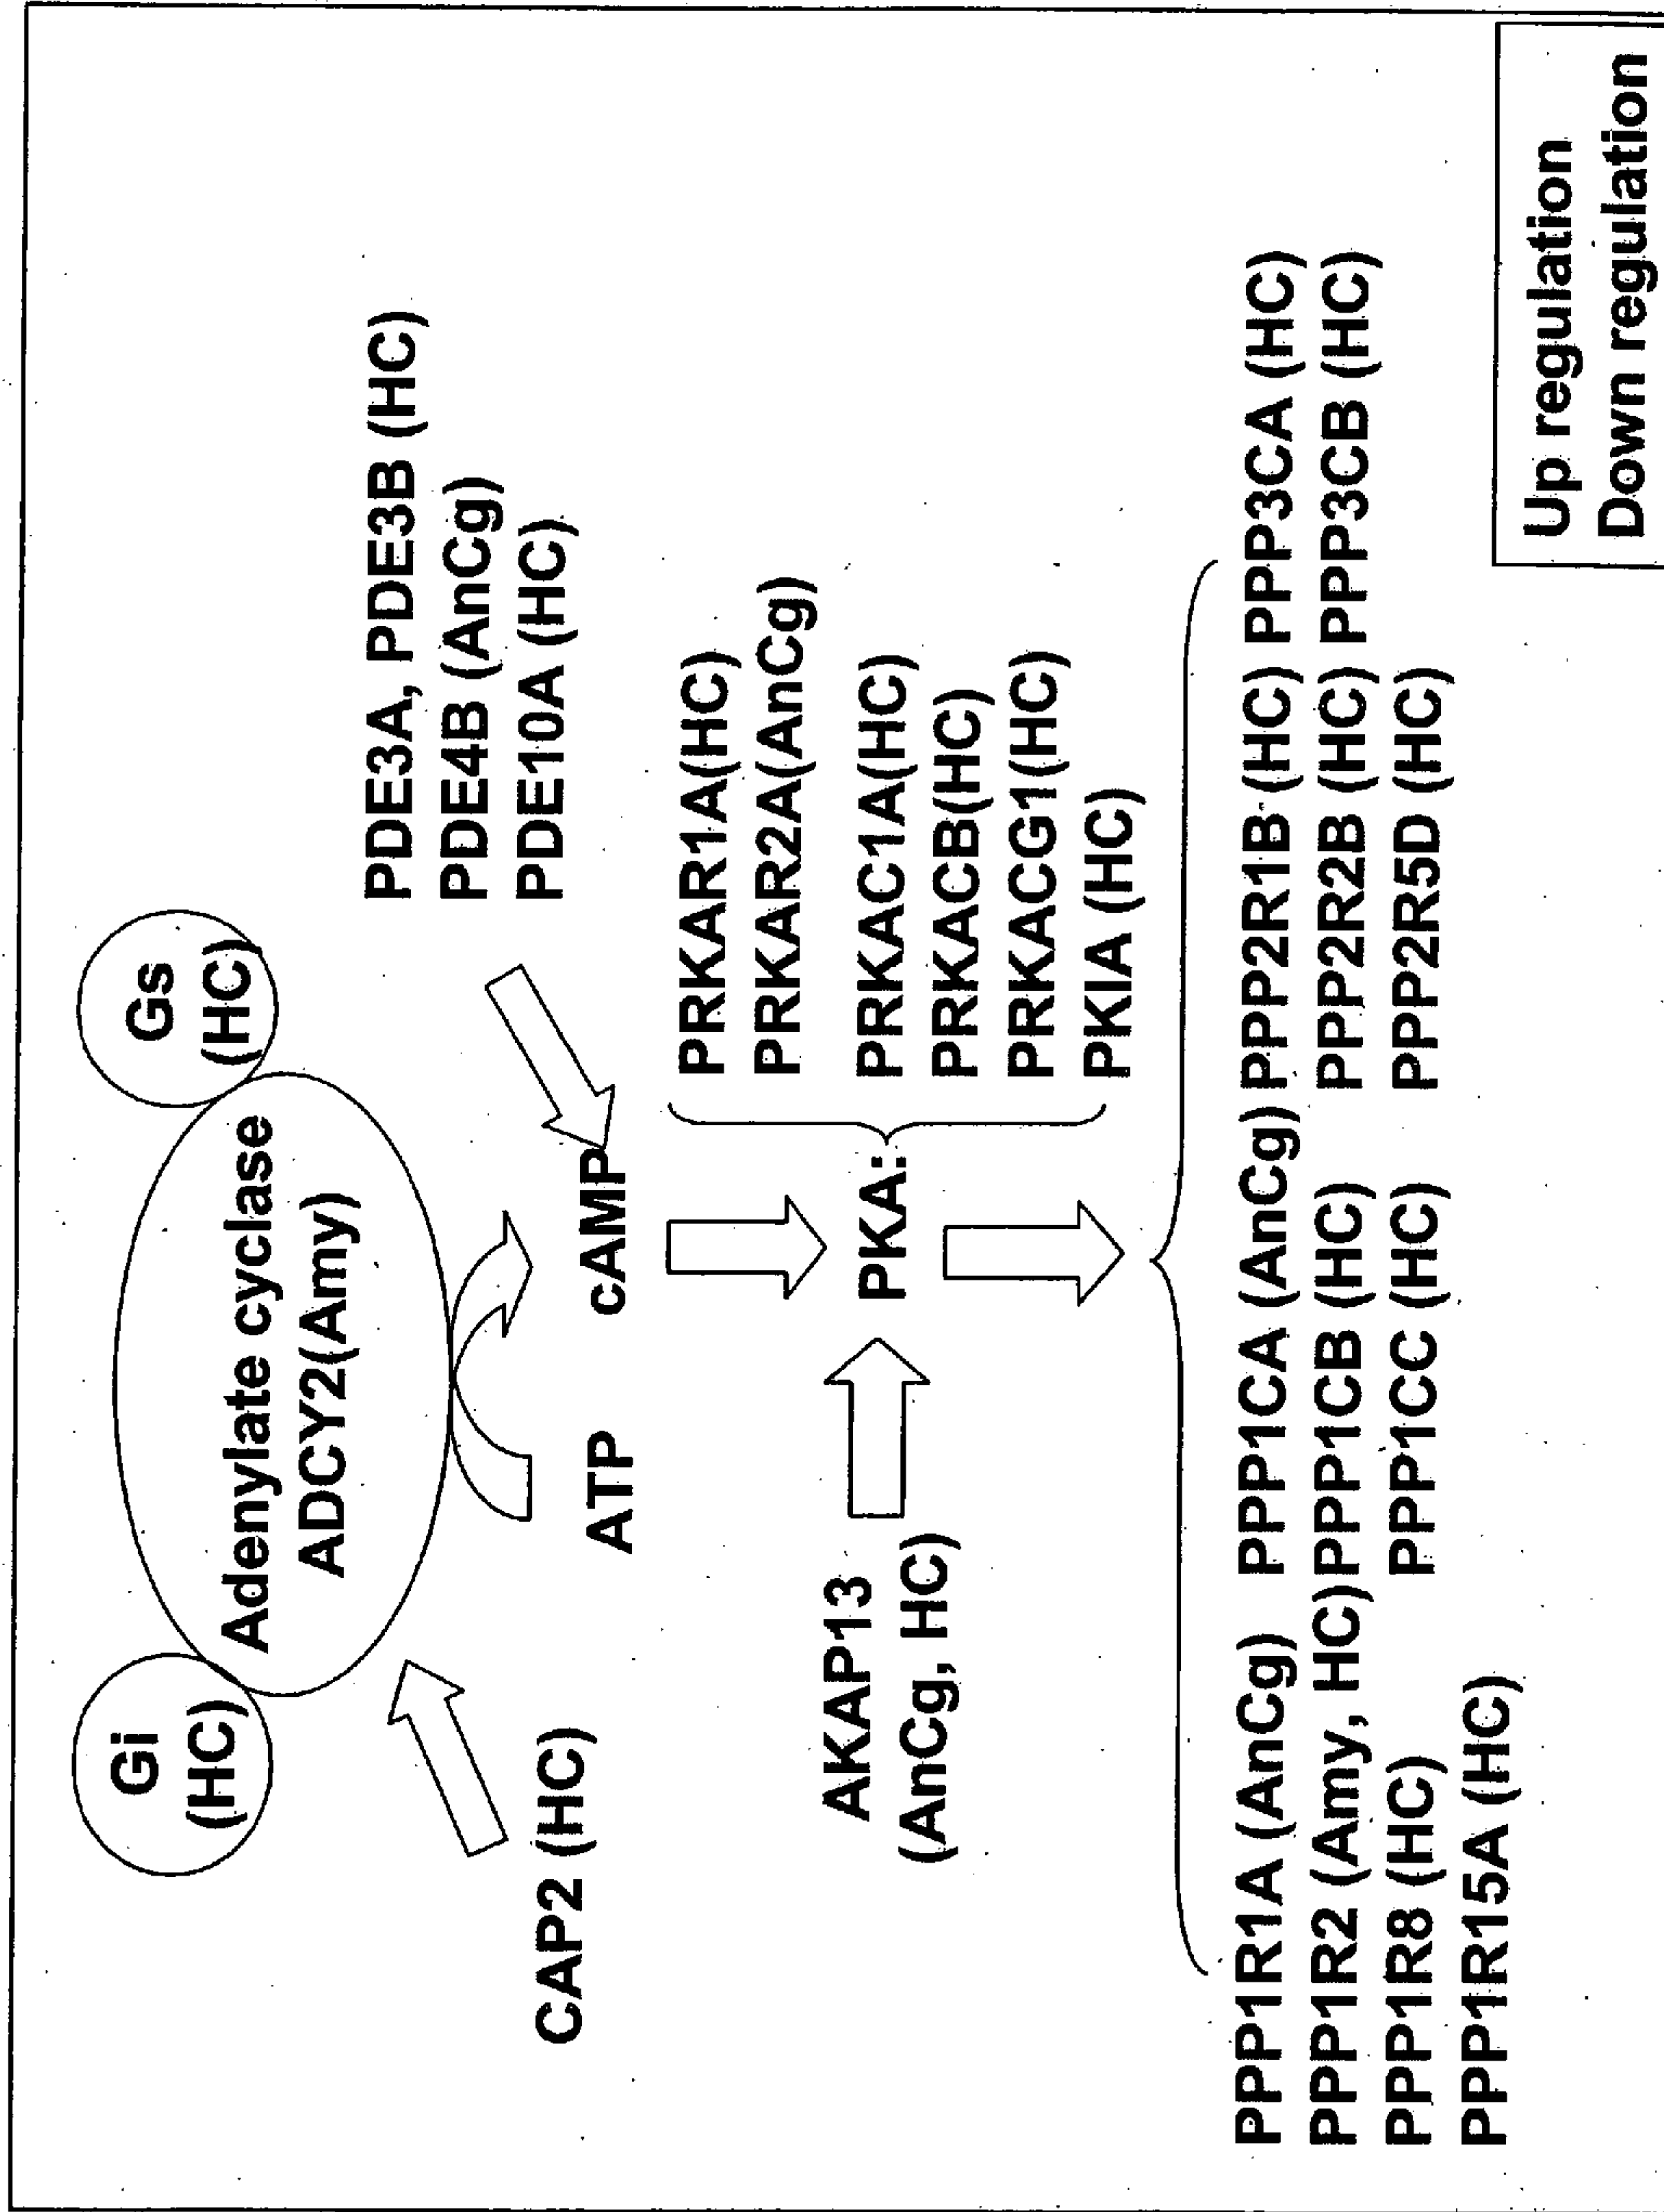 Gi
(HC)
Gs
(HC)
Adenylate cyclase
ADCY2(Amy)
CAP2 (HC)
ATP
cAMP
PDE3A, PDE3B (HC)
PDE4B (AnCg)
PDE10A (HC)
AKAP13
(AnCg, HC)
PKA:
PRKAR1A(HC)
PRKAR2A(AnCg)
PRKAC1A(HC)
PRKACB(HC)
PRKACG1(HC)
PKIA (HC)
PPP1R1A (AnCg) PPP1CA (AnCg) PPP2R1B (HC) PPP3CA (HC)
PPP1R2 (Amy, HC) PPP1CB (HC) PPP2R2B (HC) PPP3CB (HC)
PPP1R8 (HC) PPP1CC (HC) PPP2R5D (HC)
PPP1R15A (HC)
Up regulation
Down regulation